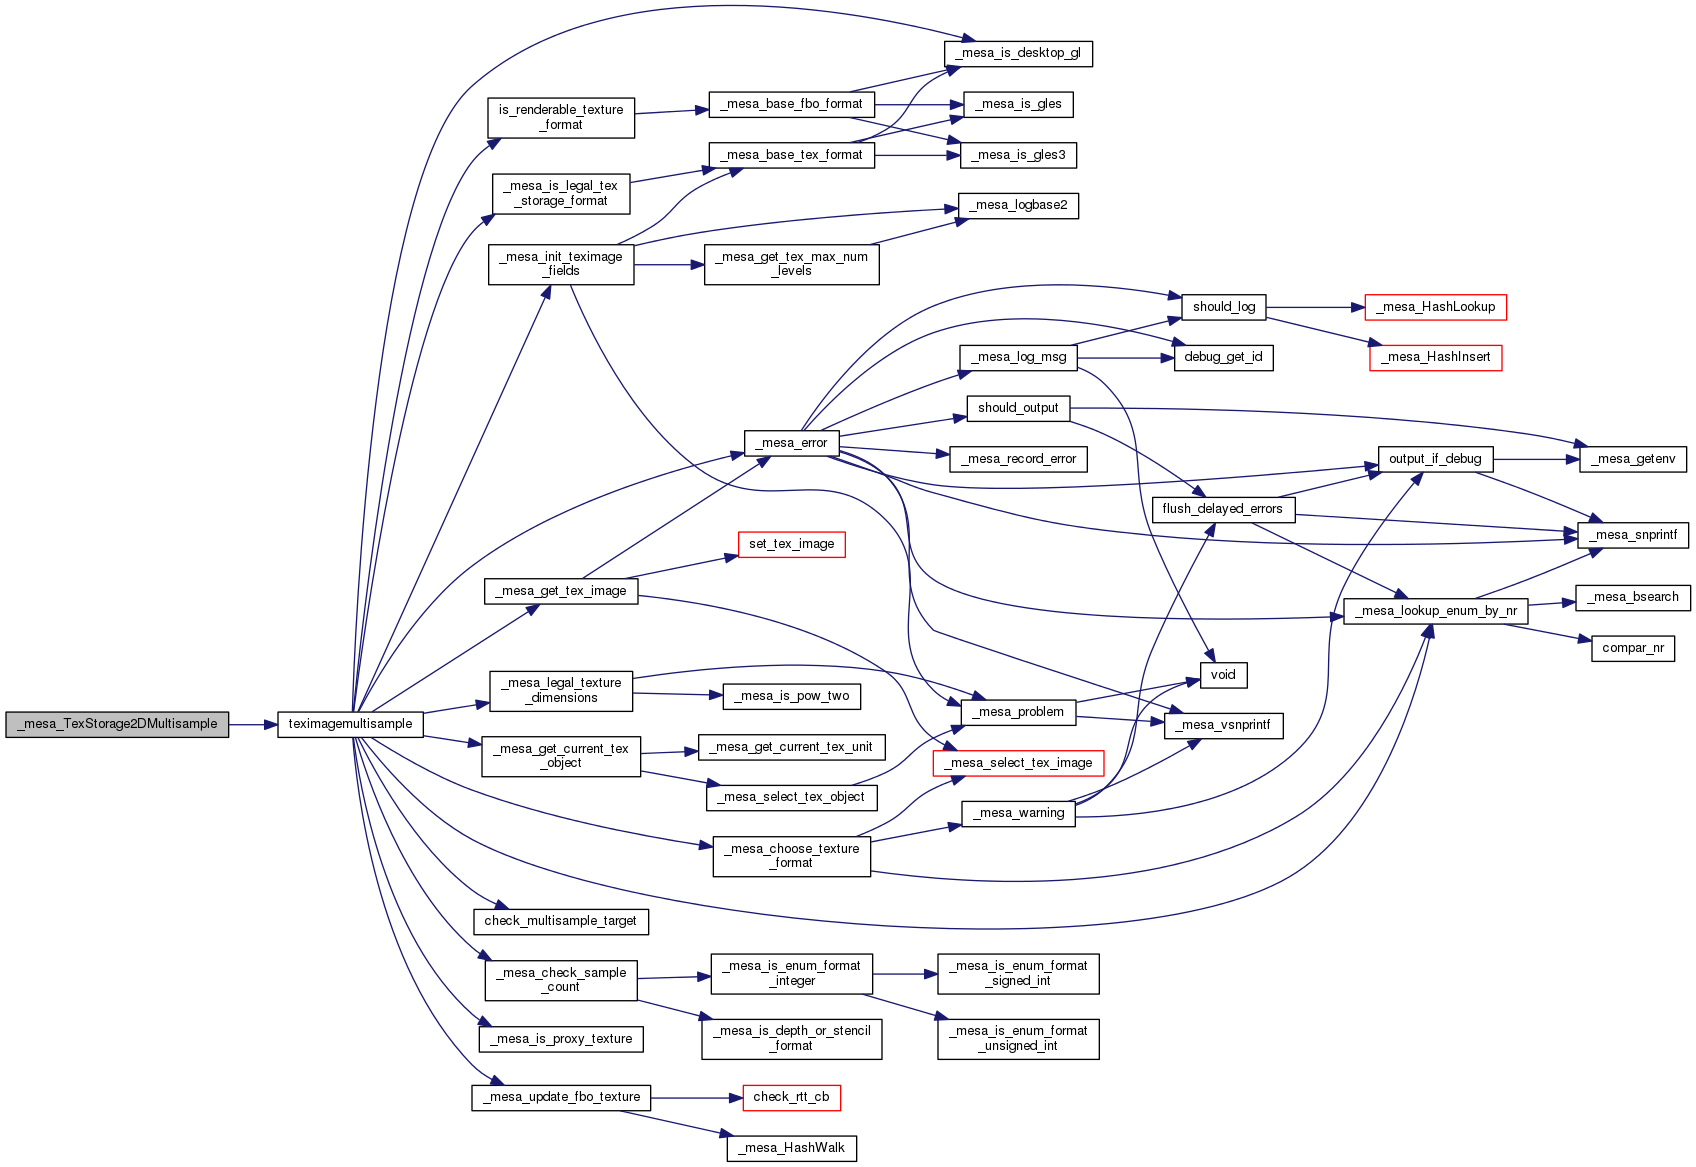 _mesa_TexStorage2DMultisample
teximagemultisample
is_renderable_texture
_format
_mesa_is_legal_tex
_storage_format
_mesa_init_teximage
_fields
_mesa_get_tex_image
_mesa_legal_texture
_dimensions
_mesa_get_current_tex
_object
check_multisample_target
_mesa_check_sample
_count
_mesa_is_proxy_texture
_mesa_update_fbo_texture
_mesa_base_fbo_format
_mesa_base_tex_format
_mesa_get_tex_max_num
_levels
_mesa_error
set_tex_image
_mesa_is_pow_two
_mesa_get_current_tex_unit
_mesa_select_tex_object
_mesa_choose_texture
_format
_mesa_is_enum_format
_integer
_mesa_is_depth_or_stencil
_format
check_rtt_cb
_mesa_HashWalk
_mesa_is_desktop_gl
_mesa_is_gles
_mesa_is_gles3
_mesa_logbase2
_mesa_log_msg
should_output
_mesa_record_error
_mesa_problem
_mesa_select_tex_image
_mesa_warning
_mesa_is_enum_format
_signed_int
_mesa_is_enum_format
_unsigned_int
should_log
debug_get_id
flush_delayed_errors
void
_mesa_vsnprintf
_mesa_HashLookup
_mesa_HashInsert
output_if_debug
_mesa_lookup_enum_by_nr
_mesa_getenv
_mesa_snprintf
_mesa_bsearch
compar_nr